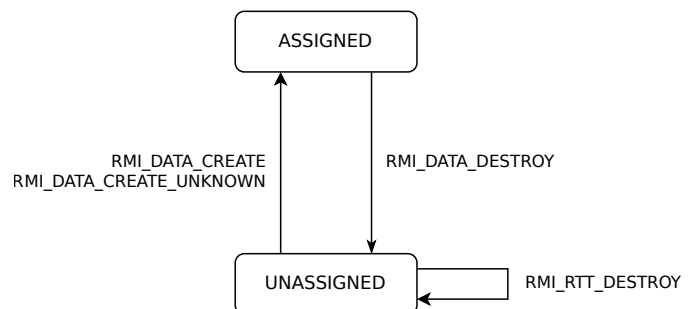 ASSIGNED
RMI_DATA_CREATE
RMI_DATA_CREATE_UNKNOWN
RMI_DATA_DESTROY
UNASSIGNED
RMI_RTT_DESTROY